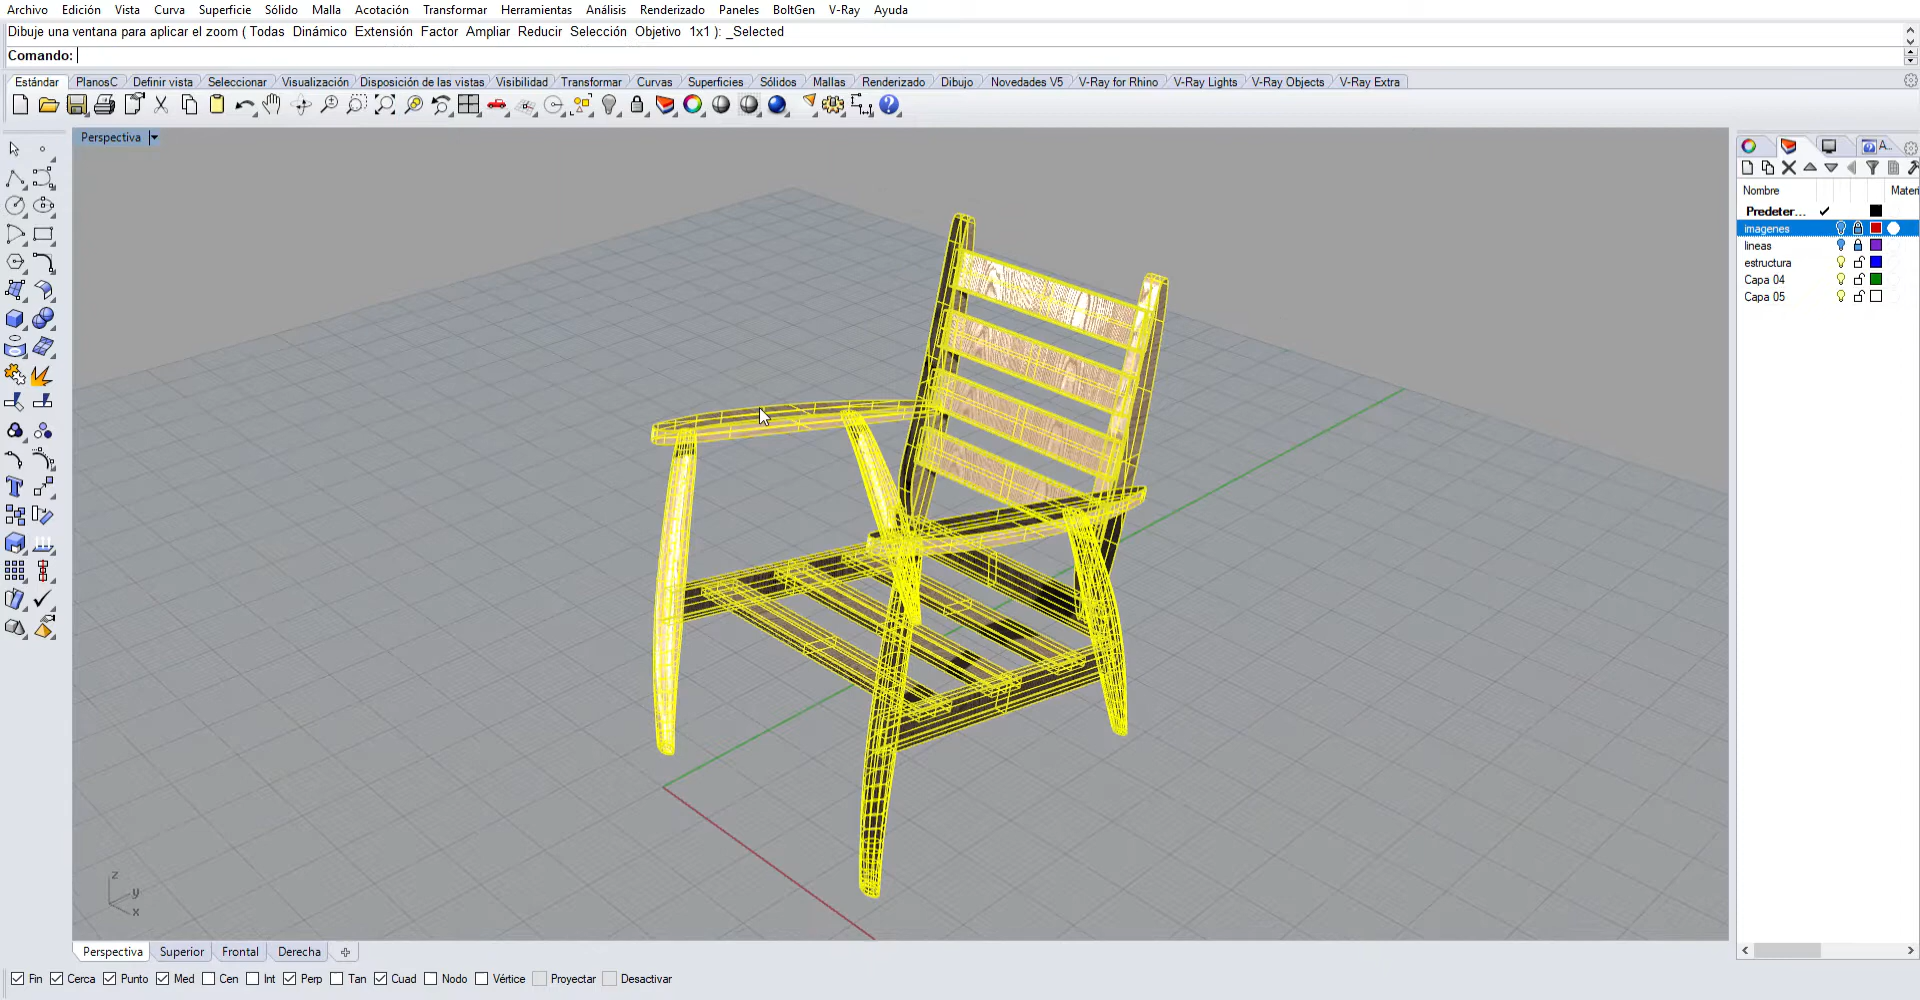 Archivo Edición Vista Curva Superficie Sólido Malla Acotación Transformar Herramientas Análisis Renderizado Paneles BoltGen V-Ray Ayuda
Dibuje una ventana para aplicar el zoom ( Todas Dinámico Extensión Factor Ampliar Reducir Selección Objetivo 1x1 ): _Selected
Comando:
Estándar PlanosC Definir vista Seleccionar Visualización Disposición de las vistas Visibilidad Transformar Curvas Superficies Sólidos Mallas Renderizado Dibujo Novedades V5 V-Ray for Rhino V-Ray Lights V-Ray Objects V-Ray Extra
Perspectiva
A...
Nombre Materi
Predeter...
imagenes
lineas
estructura
Capa 04
Capa 05
z
y
x
Perspectiva Superior Frontal Derecha
Fin Cerca Punto Med Cen Int Perp Tan Cuad Nodo Vértice Proyectar Desactivar